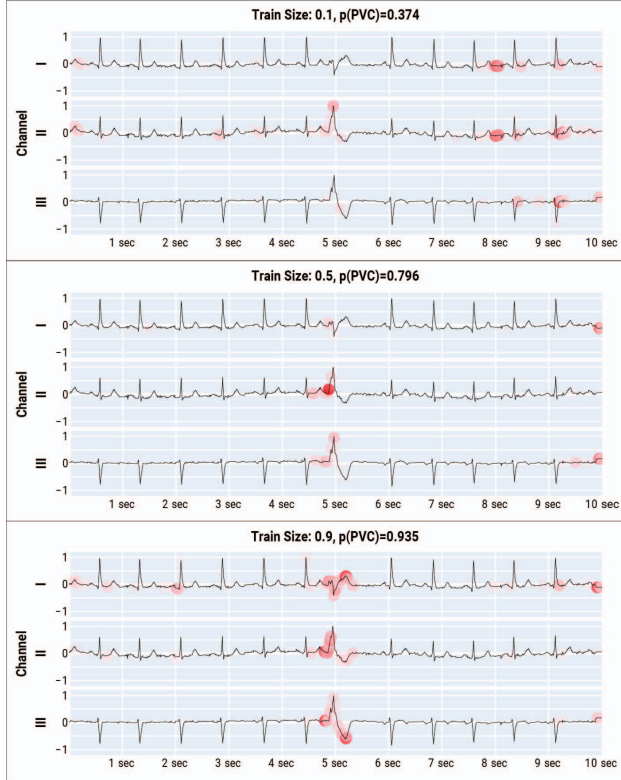 Train Size: 0.1, p(PVC)=0.374
1
I 0
−1
1
Channel II 0
−1
1
III 0
−1
1 sec 2 sec 3 sec 4 sec 5 sec 6 sec 7 sec 8 sec 9 sec 10 sec
Train Size: 0.5, p(PVC)=0.796
1
I 0
−1
1
Channel II 0
−1
1
III 0
−1
1 sec 2 sec 3 sec 4 sec 5 sec 6 sec 7 sec 8 sec 9 sec 10 sec
Train Size: 0.9, p(PVC)=0.935
1
I 0
−1
1
Channel II 0
−1
1
III 0
−1
1 sec 2 sec 3 sec 4 sec 5 sec 6 sec 7 sec 8 sec 9 sec 10 sec